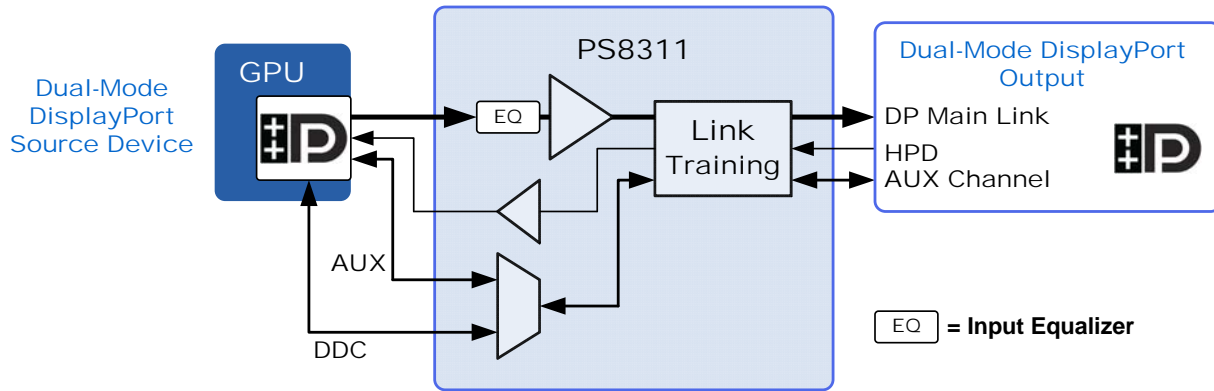 PS8311
Dual-Mode
DisplayPort
Source Device
GPU
EQ
Link
Training
Dual-Mode DisplayPort
Output
DP Main Link
HPD
AUX Channel
AUX
DDC
EQ = Input Equalizer